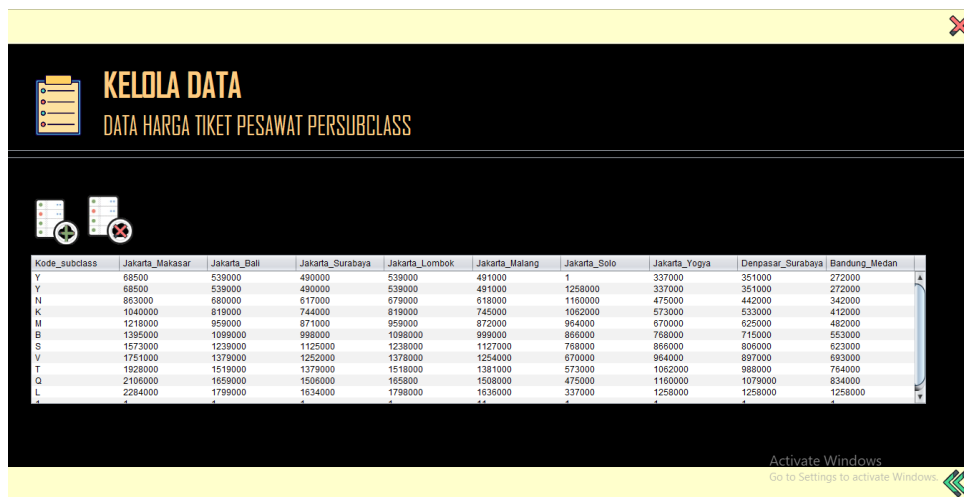 KELOLA DATA
DATA HARGA TIKET PESAWAT PERSUBCLASS
Kode_subclass Jakarta_Makasar Jakarta_Bali Jakarta_Surabaya Jakarta_Lombok Jakarta_Malang Jakarta_Solo Jakarta_Yogya Denpasar_Surabaya Bandung_Medan
Y 68500 539000 490000 539000 491000 1 337000 351000 272000
Y 68500 539000 490000 539000 491000 1258000 337000 351000 272000
N 863000 680000 617000 679000 618000 1160000 475000 442000 342000
K 1040000 819000 744000 819000 745000 1062000 573000 533000 412000
M 1218000 959000 871000 959000 872000 964000 670000 625000 482000
B 1395000 1099000 998000 1098000 999000 866000 768000 715000 553000
S 1573000 1239000 1125000 1238000 1127000 768000 866000 806000 623000
V 1751000 1379000 1252000 1378000 1254000 670000 964000 897000 693000
T 1928000 1519000 1379000 1518000 1381000 573000 1062000 988000 764000
Q 2106000 1659000 1506000 165800 1508000 475000 1160000 1079000 834000
L 2284000 1799000 1634000 1798000 1636000 337000 1258000 1258000 1258000
Activate Windows
Go to Settings to activate Windows.